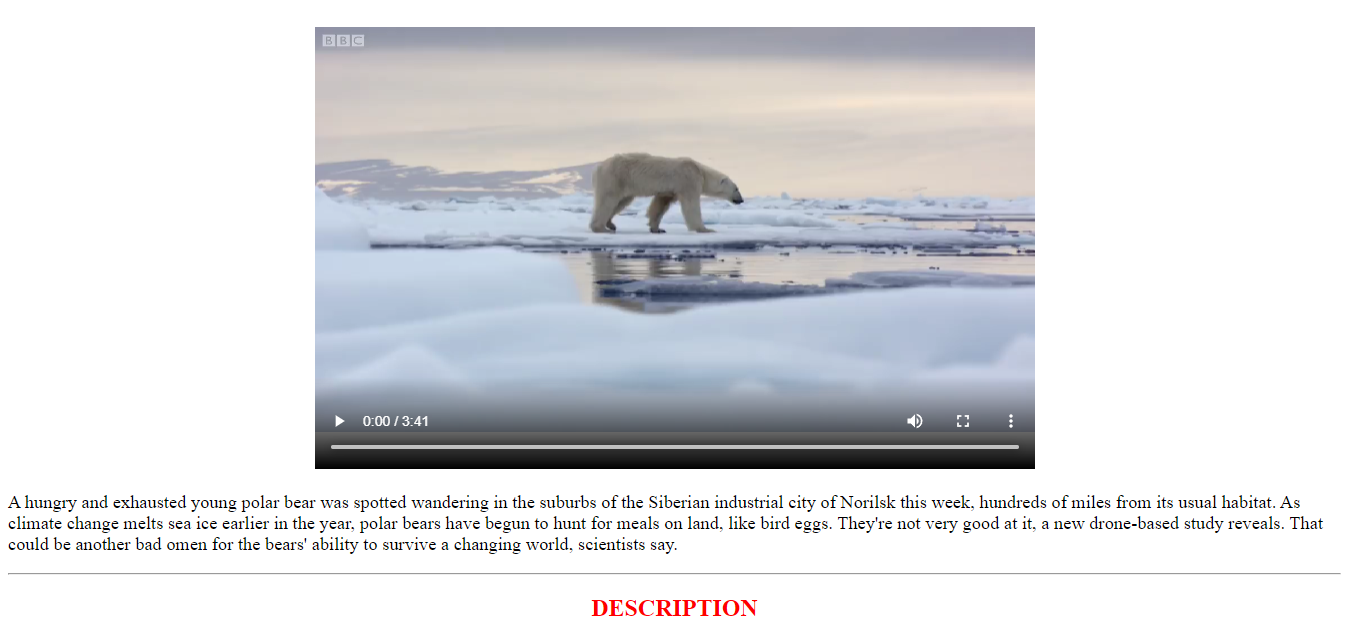 BBC
0:00 / 3:41
A hungry and exhausted young polar bear was spotted wandering in the suburbs of the Siberian industrial city of Norilsk this week, hundreds of miles from its usual habitat. As
climate change melts sea ice earlier in the year, polar bears have begun to hunt for meals on land, like bird eggs. They're not very good at it, a new drone-based study reveals. That
could be another bad omen for the bears' ability to survive a changing world, scientists say.
DESCRIPTION